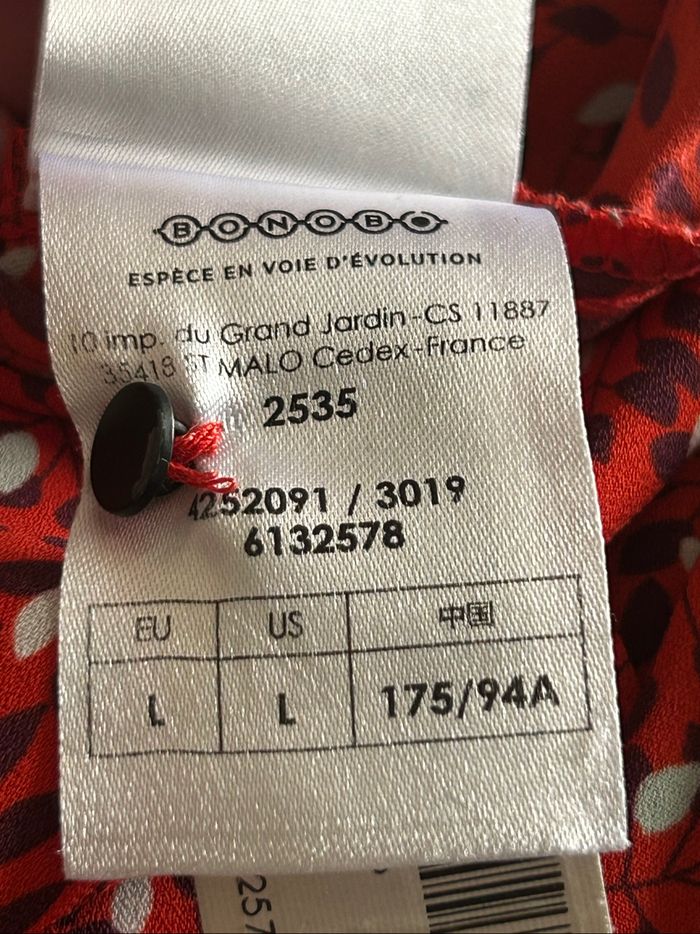 BONOBO
ESPÈCE EN VOIE D'ÉVOLUTION
10 imp. du Grand Jardin-CS 11887
35418 ST MALO Cedex-France
2535
4252091 / 3019
6132578
EU US 中国
L L 175/94A
257